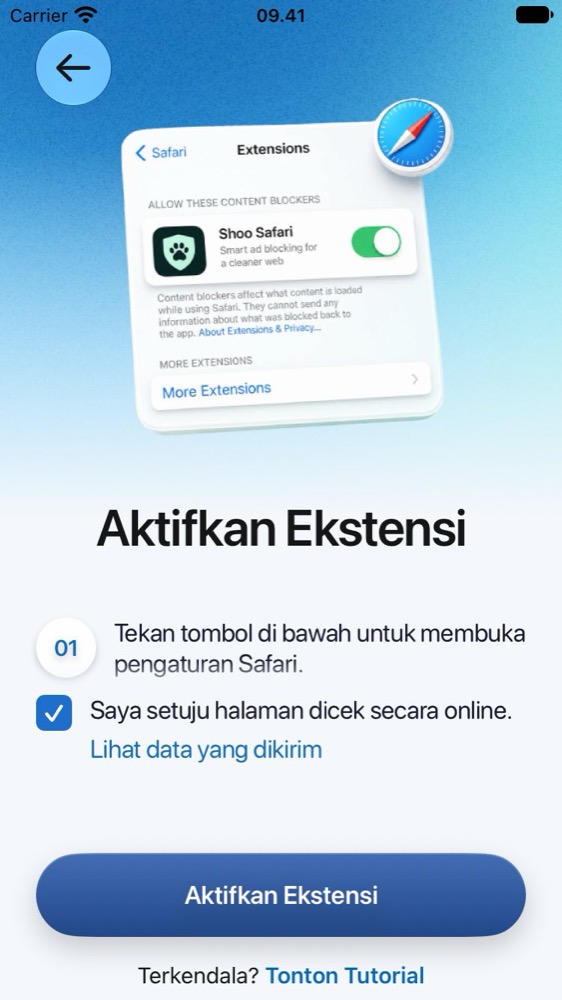 Carrier
09.41
Safari
Extensions
ALLOW THESE CONTENT BLOCKERS
Shoo Safari
Smart ad blocking for
a cleaner web
Content blockers affect what content is loaded
while using Safari. They cannot send any
information about what was blocked back to
the app. About Extensions & Privacy...
MORE EXTENSIONS
More Extensions
Aktifkan Ekstensi
01
Tekan tombol di bawah untuk membuka
pengaturan Safari.
Saya setuju halaman dicek secara online.
Lihat data yang dikirim
Aktifkan Ekstensi
Terkendala? Tonton Tutorial